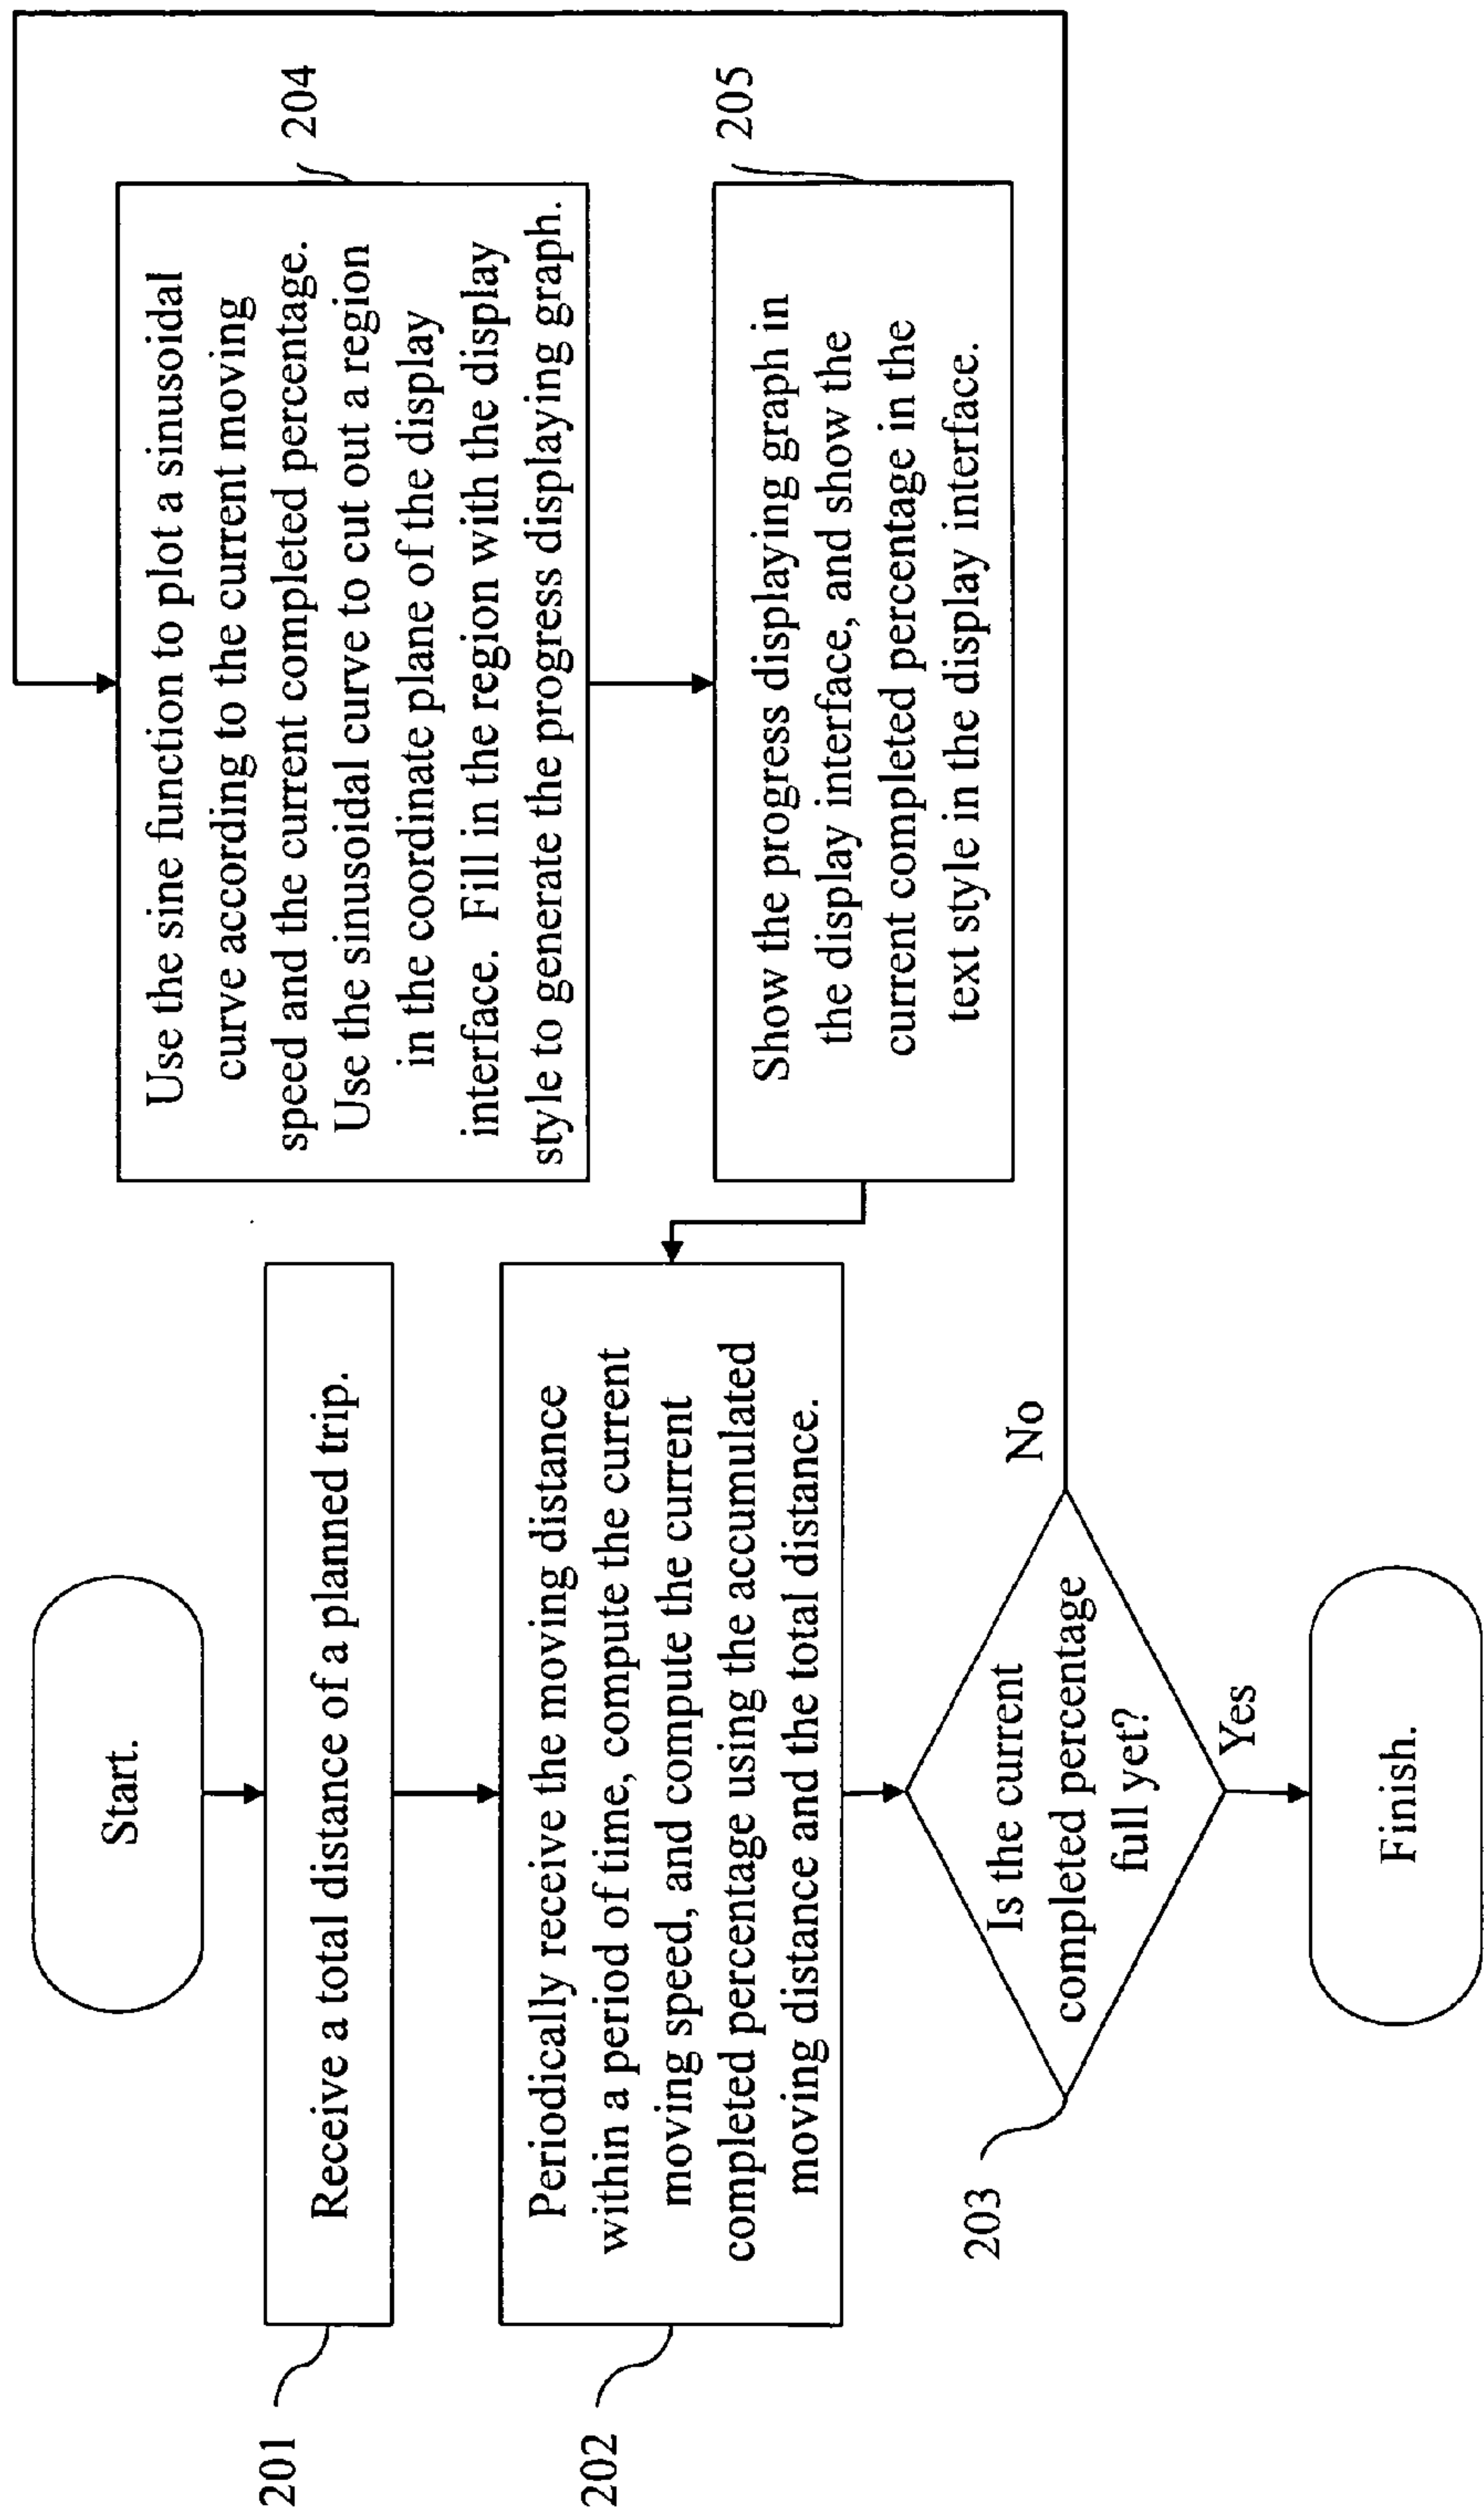 Start.
201
Receive a total distance of a planned trip.
202
Periodically receive the moving distance
within a period of time, compute the current
moving speed, and compute the current
completed percentage using the accumulated
moving distance and the total distance.
203
Is the current
completed percentage
full yet?
No
Yes
Finish.
204
Use the sine function to plot a sinusoidal
curve according to the current moving
speed and the current completed percentage.
Use the sinusoidal curve to cut out a region
in the coordinate plane of the display
interface. Fill in the region with the display
style to generate the progress displaying graph.
205
Show the progress displaying graph in
the display interface, and show the
current completed percentage in the
text style in the display interface.